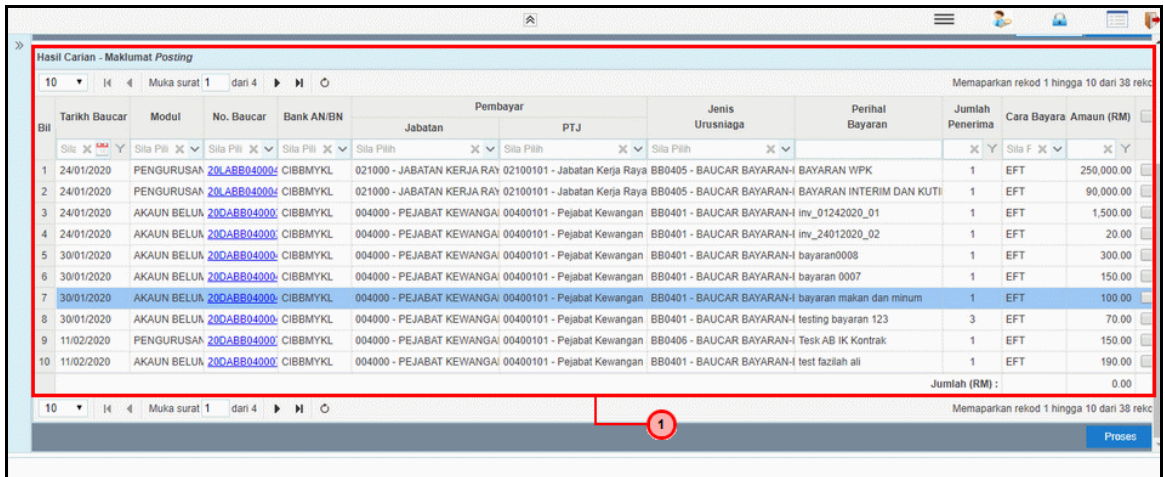 Hasil Carian - Maklumat Posting
10 Muka surat 1 dari 4 Memaparkan rekod 1 hingga 10 dari 38
Bil Tarikh Baucar Modul No. Baucar Bank AN/BN Pembayar Jenis Urusniaga Perihal Bayaran Jumlah Penerima Cara Bayara Amaun (RM)
Jabatan PTJ
Sila Pili Sila Pili Sila Pili Sila Pilih Sila Pilih Sila Pilih Sila F
1 24/01/2020 PENGURUSAN 20LABB040004 CIBBMYKL 021000 - JABATAN KERJA RAY 02100101 - Jabatan Kerja Raya BB0405 - BAUCAR BAYARAN-I BAYARAN WPK 1 EFT 250,000.00
2 24/01/2020 PENGURUSAN 20LABB040004 CIBBMYKL 021000 - JABATAN KERJA RAY 02100101 - Jabatan Kerja Raya BB0405 - BAUCAR BAYARAN-I BAYARAN INTERIM DAN KUTI 1 EFT 90,000.00
3 24/01/2020 AKAUN BELUM 20DABB04000 CIBBMYKL 004000 - PEJABAT KEWANGA 00400101 - Pejabat Kewangan BB0401 - BAUCAR BAYARAN-I inv_01242020_01 1 EFT 1,500.00
4 24/01/2020 AKAUN BELUM 20DABB04000 CIBBMYKL 004000 - PEJABAT KEWANGA 00400101 - Pejabat Kewangan BB0401 - BAUCAR BAYARAN-I inv_24012020_02 1 EFT 20.00
5 30/01/2020 AKAUN BELUM 20DABB04000 CIBBMYKL 004000 - PEJABAT KEWANGA 00400101 - Pejabat Kewangan BB0401 - BAUCAR BAYARAN-I bayaran0008 1 EFT 300.00
6 30/01/2020 AKAUN BELUM 20DABB04000 CIBBMYKL 004000 - PEJABAT KEWANGA 00400101 - Pejabat Kewangan BB0401 - BAUCAR BAYARAN-I bayaran 0007 1 EFT 150.00
7 30/01/2020 AKAUN BELUM 20DABB04000 CIBBMYKL 004000 - PEJABAT KEWANGA 00400101 - Pejabat Kewangan BB0401 - BAUCAR BAYARAN-I bayaran makan dan minum 1 EFT 100.00
8 30/01/2020 AKAUN BELUM 20DABB04000 CIBBMYKL 004000 - PEJABAT KEWANGA 00400101 - Pejabat Kewangan BB0401 - BAUCAR BAYARAN-I testing bayaran 123 3 EFT 70.00
9 11/02/2020 PENGURUSAN 20DABB04000 CIBBMYKL 004000 - PEJABAT KEWANGA 00400101 - Pejabat Kewangan BB0406 - BAUCAR BAYARAN-I Tesk AB IK Kontrak 1 EFT 150.00
10 11/02/2020 AKAUN BELUM 20DABB04000 CIBBMYKL 004000 - PEJABAT KEWANGA 00400101 - Pejabat Kewangan BB0401 - BAUCAR BAYARAN-I test fazilah ali 1 EFT 190.00
Jumlah (RM) : 0.00
10 Muka surat 1 dari 4 Memaparkan rekod 1 hingga 10 dari 38
1
Proses